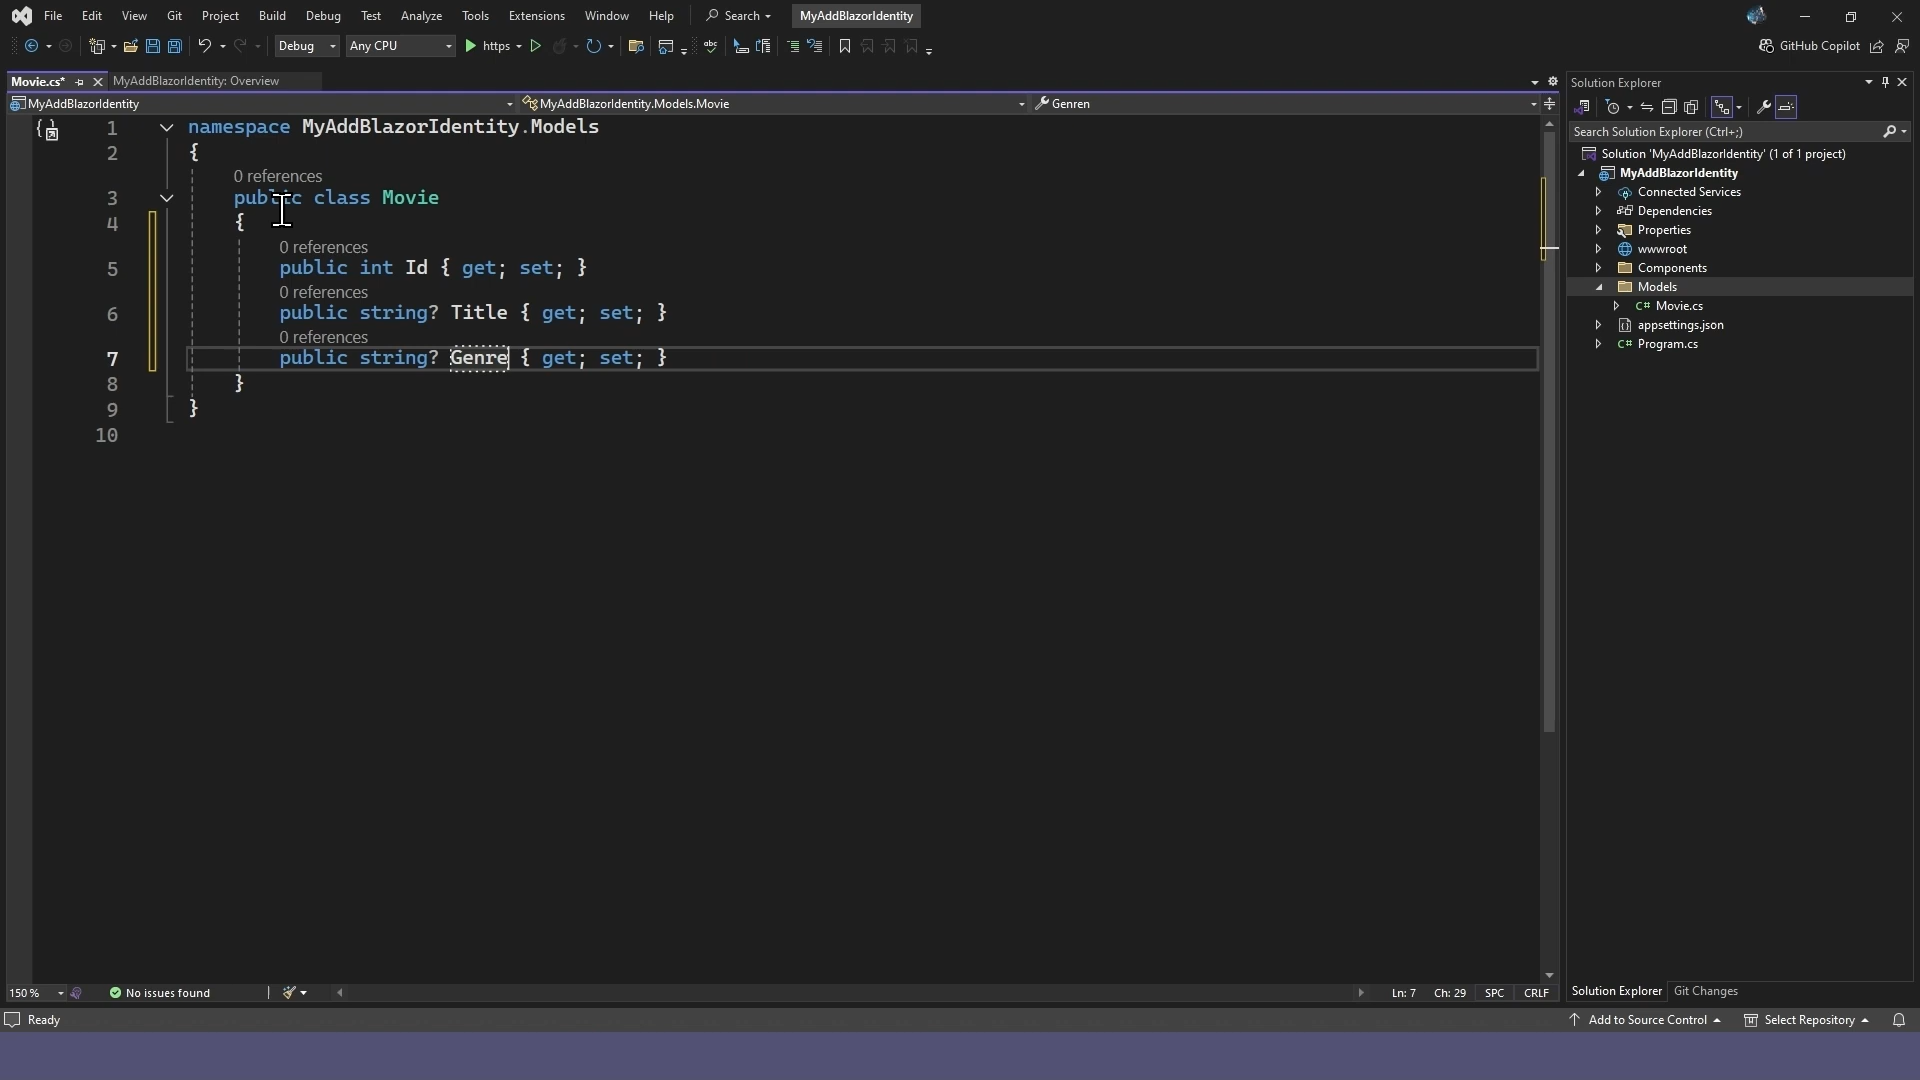 File Edit View Git Project Build Debug Test Analyze Tools Extensions Window Help Search MyAddBlazorIdentity
Debug Any CPU https GitHub Copilot
Movie.cs* MyAddBlazorIdentity: Overview
MyAddBlazorIdentity MyAddBlazorIdentity.Models.Movie Genren
1 namespace MyAddBlazorIdentity.Models
2 {
0 references
3 public class Movie
4 {
0 references
5 public int Id { get; set; }
0 references
6 public string? Title { get; set; }
0 references
7 public string? Genre { get; set; }
8 }
9 }
10
150 % No issues found Ln: 7 Ch: 29 SPC CRLF
Solution Explorer
Search Solution Explorer (Ctrl+;)
Solution 'MyAddBlazorIdentity' (1 of 1 project)
MyAddBlazorIdentity
Connected Services
Dependencies
Properties
wwwroot
Components
Models
C# Movie.cs
appsettings.json
C# Program.cs
Solution Explorer Git Changes
Ready Add to Source Control Select Repository